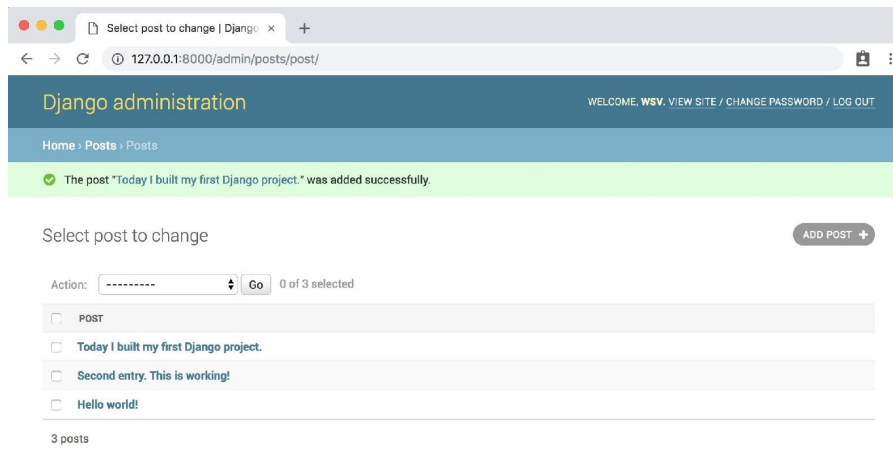 Select post to change | Django
127.0.0.1:8000/admin/posts/post/
Django administration
WELCOME, WSV. VIEW SITE / CHANGE PASSWORD / LOG OUT
Home › Posts › Posts
The post "Today I built my first Django project." was added successfully.
Select post to change
ADD POST +
Action: --------- Go 0 of 3 selected
POST
Today I built my first Django project.
Second entry. This is working!
Hello world!
3 posts